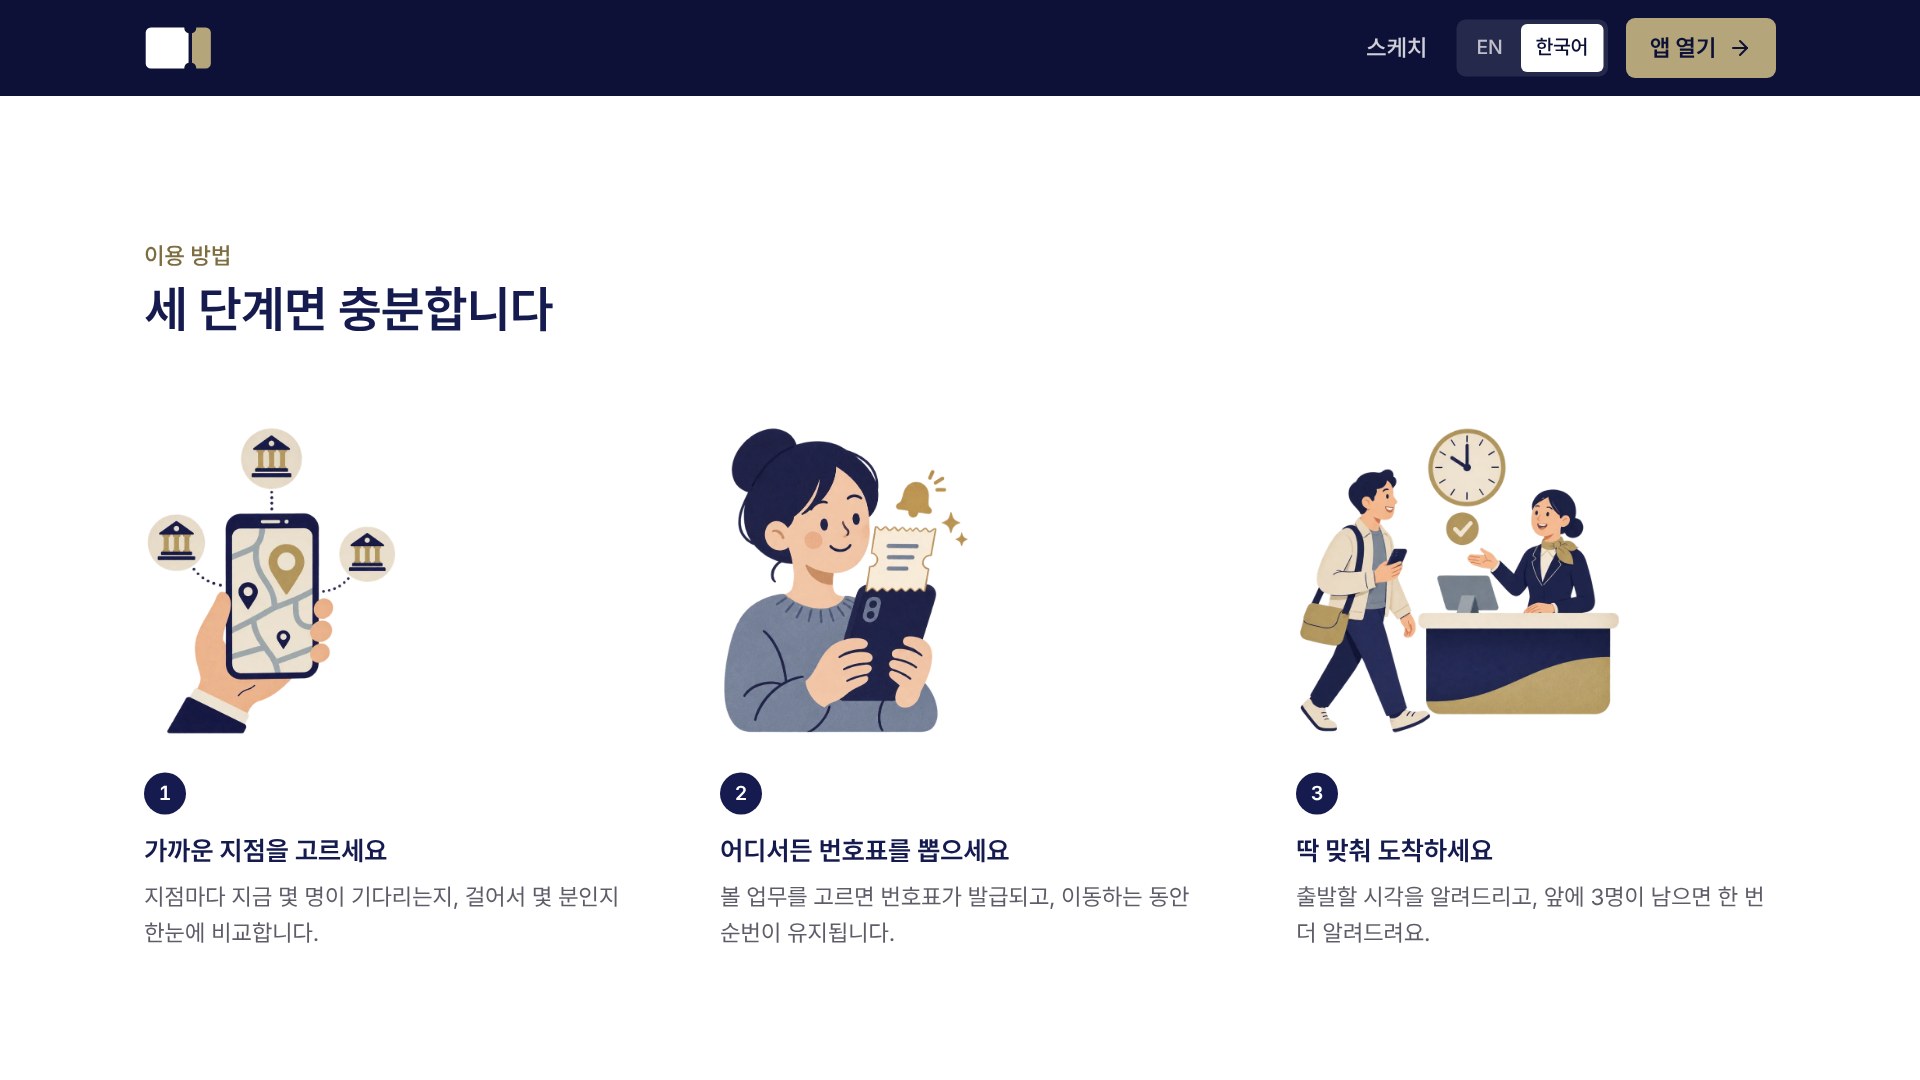 스케치
EN
한국어
앱 열기 →
이용 방법
세 단계면 충분합니다
1
2
3
가까운 지점을 고르세요
지점마다 지금 몇 명이 기다리는지, 걸어서 몇 분인지
한눈에 비교합니다.
어디서든 번호표를 뽑으세요
볼 업무를 고르면 번호표가 발급되고, 이동하는 동안
순번이 유지됩니다.
딱 맞춰 도착하세요
출발할 시각을 알려드리고, 앞에 3명이 남으면 한 번
더 알려드려요.